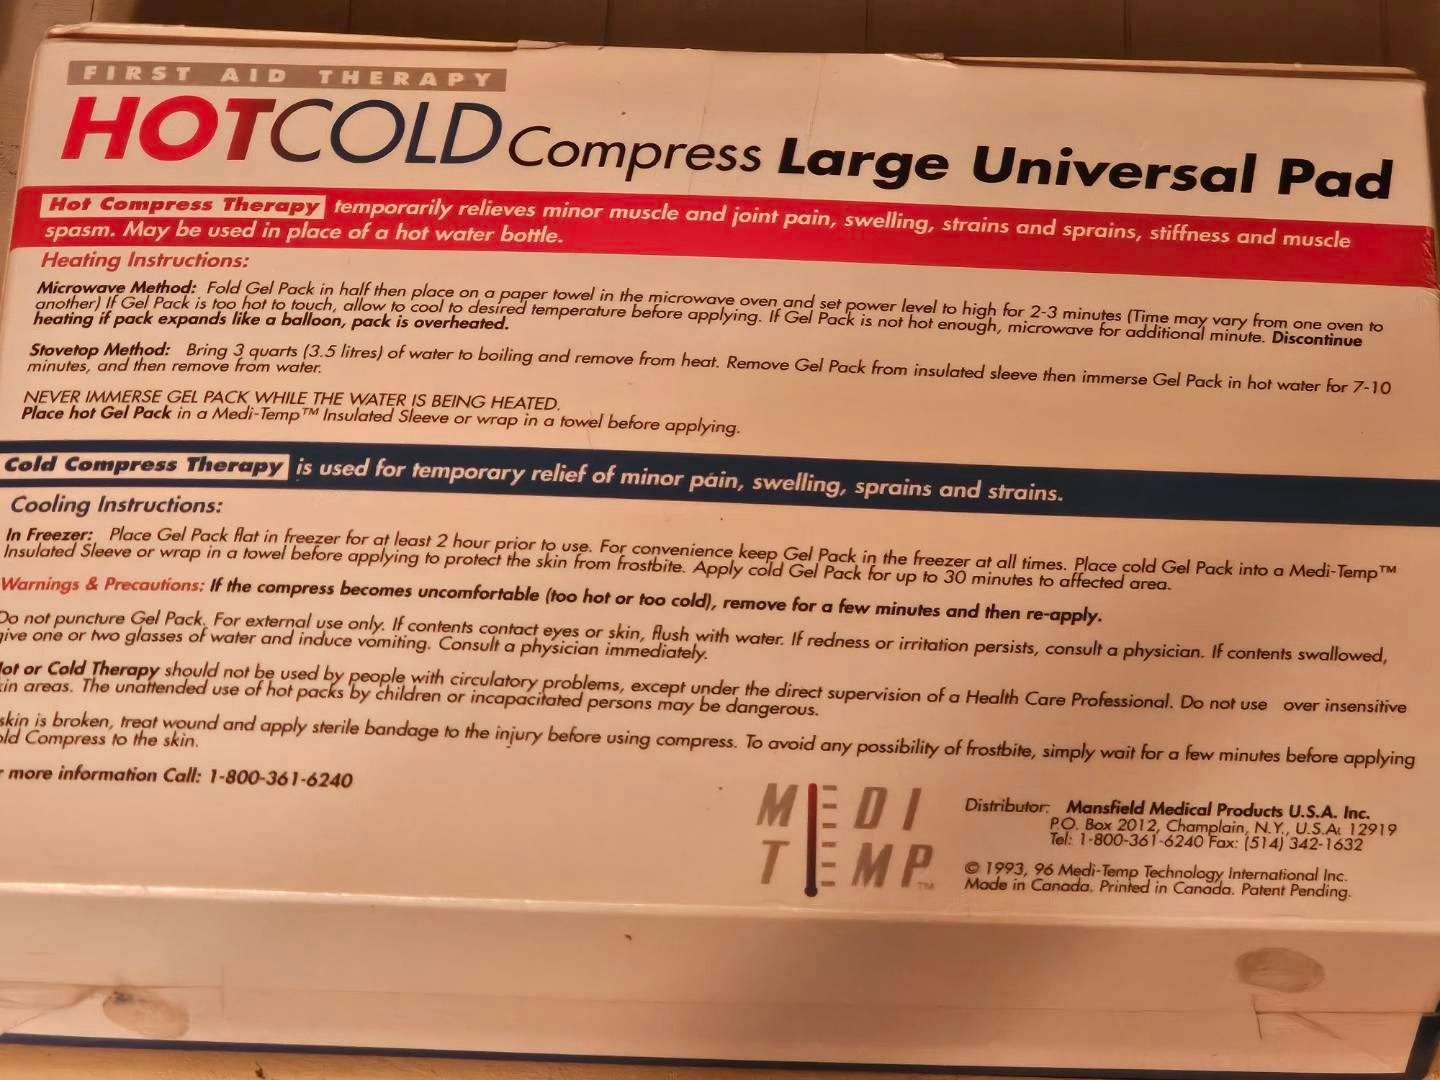 FIRST AID THERAPY
HOTCOLD Compress Large Universal Pad
Hot Compress Therapy temporarily relieves minor muscle and joint pain, swelling, strains and sprains, stiffness and muscle
spasm. May be used in place of a hot water bottle.
Heating Instructions:
Microwave Method: Fold Gel Pack in half then place on a paper towel in the microwave oven and set power level to high for 2-3 minutes (Time may vary from one oven to
another) If Gel Pack is too hot to touch, allow to cool to desired temperature before applying. If Gel Pack is not hot enough, microwave for additional minute. Discontinue
heating if pack expands like a balloon, pack is overheated.
Stovetop Method: Bring 3 quarts (3.5 litres) of water to boiling and remove from heat. Remove Gel Pack from insulated sleeve then immerse Gel Pack in hot water for 7-10
minutes, and then remove from water.
NEVER IMMERSE GEL PACK WHILE THE WATER IS BEING HEATED.
Place hot Gel Pack in a Medi-Temp™ Insulated Sleeve or wrap in a towel before applying.
Cold Compress Therapy is used for temporary relief of minor pain, swelling, sprains and strains.
Cooling Instructions:
In Freezer: Place Gel Pack flat in freezer for at least 2 hour prior to use. For convenience keep Gel Pack in the freezer at all times. Place cold Gel Pack into a Medi-Temp™
Insulated Sleeve or wrap in a towel before applying to protect the skin from frostbite. Apply cold Gel Pack for up to 30 minutes to affected area.
Warnings & Precautions: If the compress becomes uncomfortable (too hot or too cold), remove for a few minutes and then re-apply.
Do not puncture Gel Pack. For external use only. If contents contact eyes or skin, flush with water. If redness or irritation persists, consult a physician. If contents swallowed,
give one or two glasses of water and induce vomiting. Consult a physician immediately.
ot or Cold Therapy should not be used by people with circulatory problems, except under the direct supervision of a Health Care Professional. Do not use over insensitive
in areas. The unattended use of hot packs by children or incapacitated persons may be dangerous.
skin is broken, treat wound and apply sterile bandage to the injury before using compress. To avoid any possibility of frostbite, simply wait for a few minutes before applying
old Compress to the skin.
r more information Call: 1-800-361-6240
MEDI
TEMP™
Distributor: Mansfield Medical Products U.S.A. Inc.
P.O. Box 2012, Champlain, N.Y., U.S.A. 12919
Tel: 1-800-361-6240 Fax: (514) 342-1632
© 1993, 96 Medi-Temp Technology International Inc.
Made in Canada. Printed in Canada. Patent Pending.